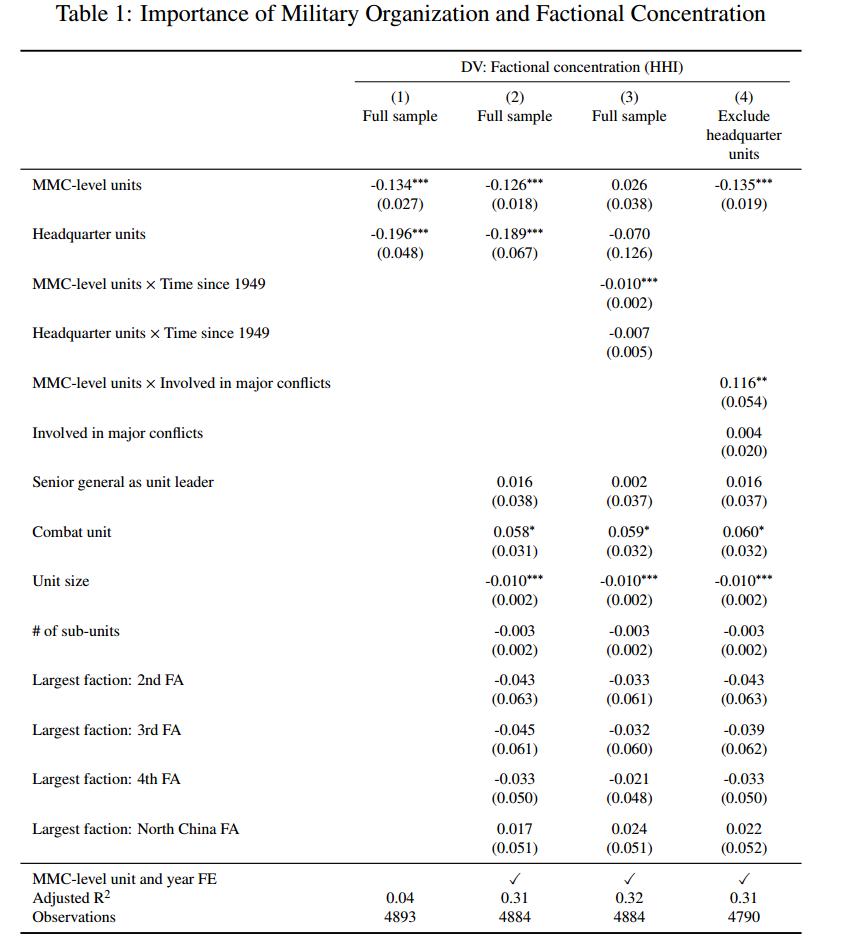 Table 1: Importance of Military Organization and Factional Concentration
DV: Factional concentration (HHI)
(1) (2) (3) (4)
Full sample Full sample Full sample Exclude
headquarter
units
MMC-level units -0.134*** -0.126*** 0.026 -0.135***
(0.027) (0.018) (0.038) (0.019)
Headquarter units -0.196*** -0.189*** -0.070
(0.048) (0.067) (0.126)
MMC-level units × Time since 1949 -0.010***
(0.002)
Headquarter units × Time since 1949 -0.007
(0.005)
MMC-level units × Involved in major conflicts 0.116**
(0.054)
Involved in major conflicts 0.004
(0.020)
Senior general as unit leader 0.016 0.002 0.016
(0.038) (0.037) (0.037)
Combat unit 0.058* 0.059* 0.060*
(0.031) (0.032) (0.032)
Unit size -0.010*** -0.010*** -0.010***
(0.002) (0.002) (0.002)
# of sub-units -0.003 -0.003 -0.003
(0.002) (0.002) (0.002)
Largest faction: 2nd FA -0.043 -0.033 -0.043
(0.063) (0.061) (0.063)
Largest faction: 3rd FA -0.045 -0.032 -0.039
(0.061) (0.060) (0.062)
Largest faction: 4th FA -0.033 -0.021 -0.033
(0.050) (0.048) (0.050)
Largest faction: North China FA 0.017 0.024 0.022
(0.051) (0.051) (0.052)
MMC-level unit and year FE ✓ ✓ ✓
Adjusted R² 0.04 0.31 0.32 0.31
Observations 4893 4884 4884 4790